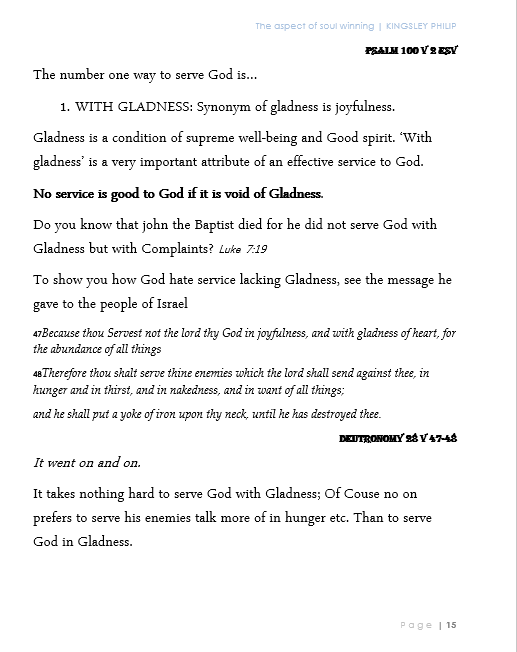 The aspect of soul winning | KINGSLEY PHILIP
PSALM 100 V 2 ESV
The number one way to serve God is...
1. WITH GLADNESS: Synonym of gladness is joyfulness.
Gladness is a condition of supreme well-being and Good spirit. ‘With
gladness’ is a very important attribute of an effective service to God.
No service is good to God if it is void of Gladness.
Do you know that john the Baptist died for he did not serve God with
Gladness but with Complaints? Luke 7:19
To show you how God hate service lacking Gladness, see the message he
gave to the people of Israel
47Because thou Servest not the lord thy God in joyfulness, and with gladness of heart, for
the abundance of all things
48Therefore thou shalt serve thine enemies which the lord shall send against thee, in
hunger and in thirst, and in nakedness, and in want of all things;
and he shall put a yoke of iron upon thy neck, until he has destroyed thee.
DEUTRONOMY 28 V 47-48
It went on and on.
It takes nothing hard to serve God with Gladness; Of Couse no on
prefers to serve his enemies talk more of in hunger etc. Than to serve
God in Gladness.
Page | 15